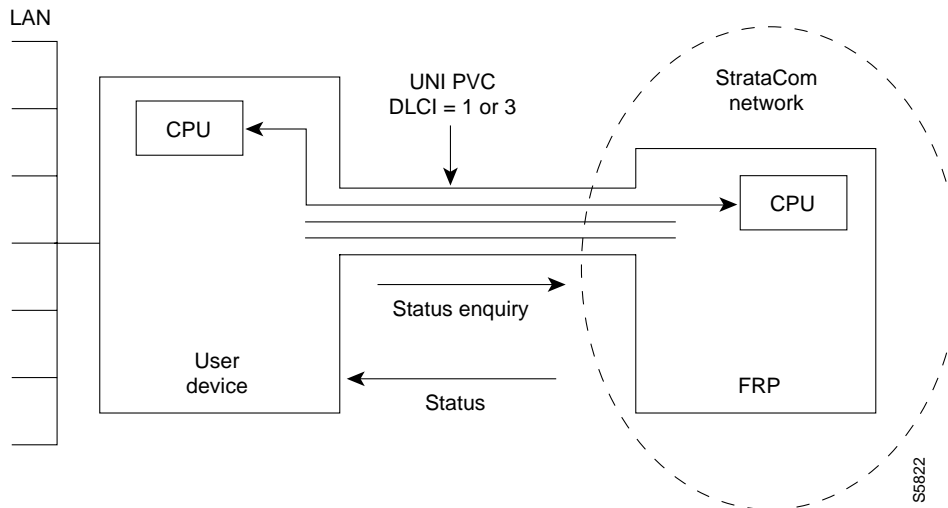 LAN
UNI PVC
DLCI = 1 or 3
StrataCom
network
CPU
CPU
Status enquiry
User
device
Status
FRP
S5822